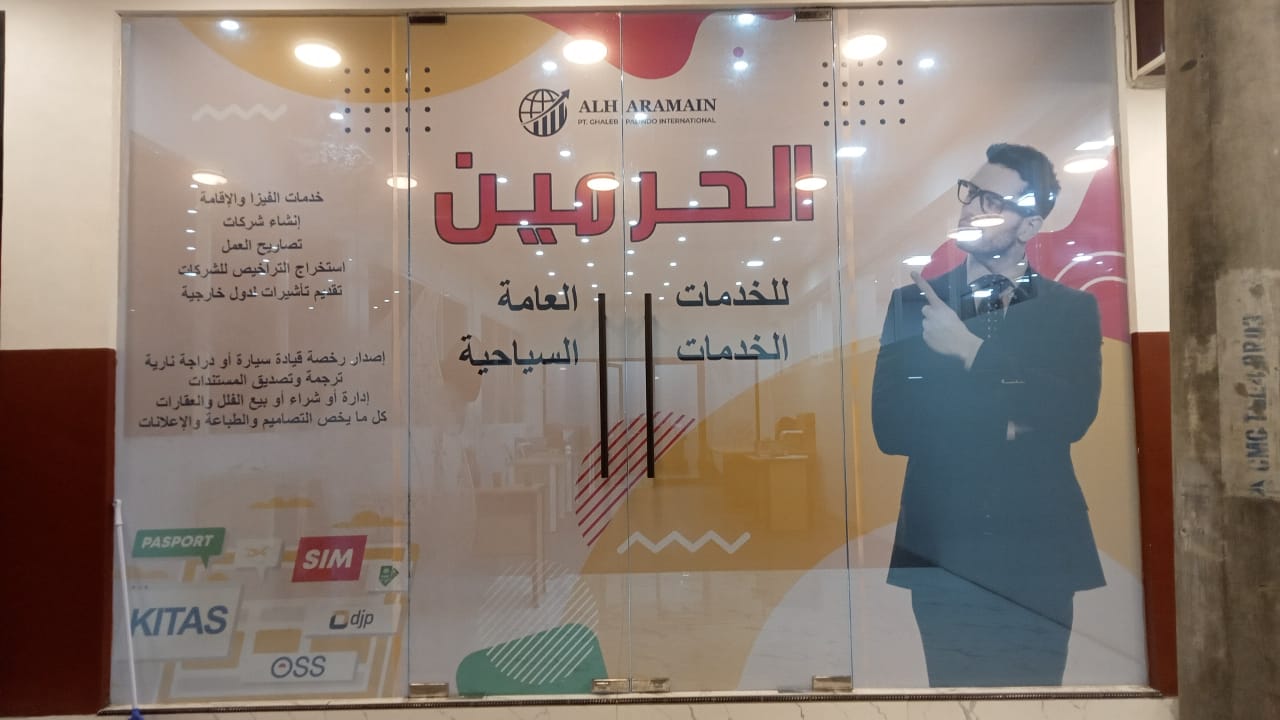 ALHARAMAIN
PT. GHALEB PALINDO INTERNATIONAL
الحرمين
للخدمات العامة
الخدمات السياحية
خدمات الفيزا والإقامة
إنشاء شركات
تصاريح العمل
استخراج التراخيص للشركات
تقديم تأشيرات لدول خارجية
إصدار رخصة قيادة سيارة أو دراجة نارية
ترجمة وتصديق المستندات
إدارة أو شراء أو بيع الفلل والعقارات
كل ما يخص التصاميم والطباعة والإعلانات
PASPORT
SIM
KITAS
djp
OSS